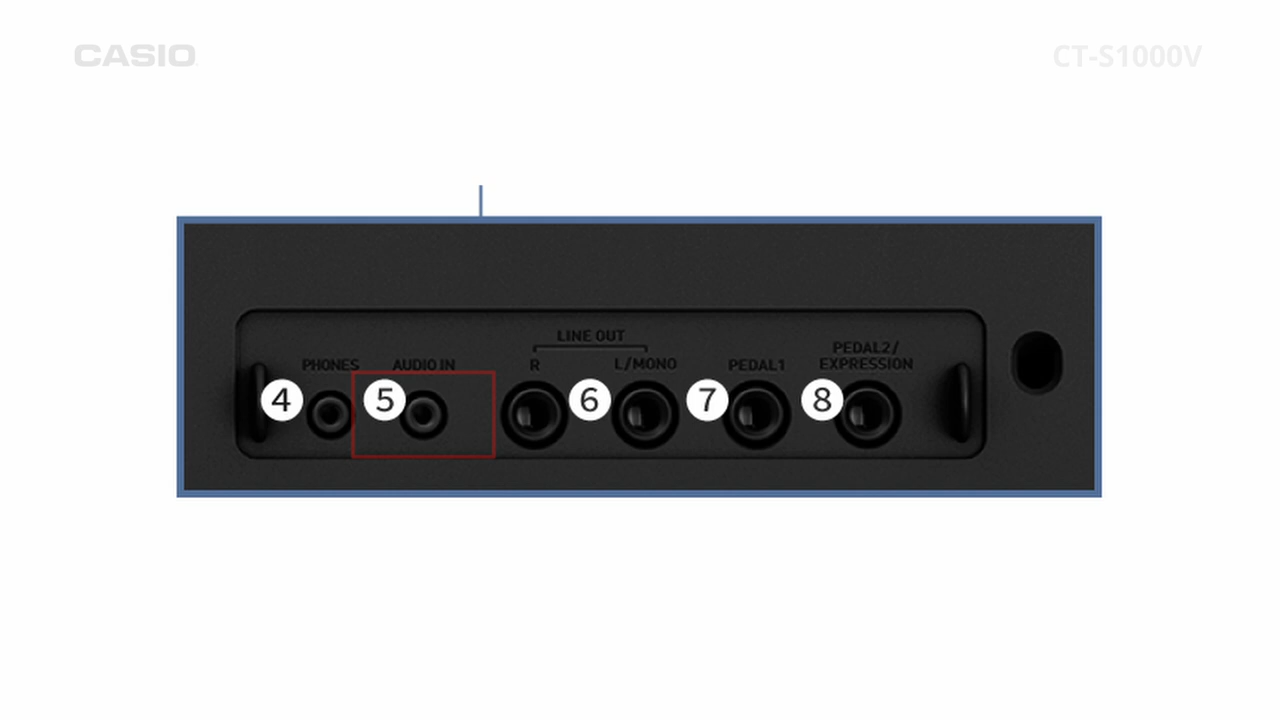 CASIO
CT-S1000V
LINE OUT
PHONES
AUDIO IN
R
L/MONO
PEDAL1
PEDAL2/
EXPRESSION
4
5
6
7
8